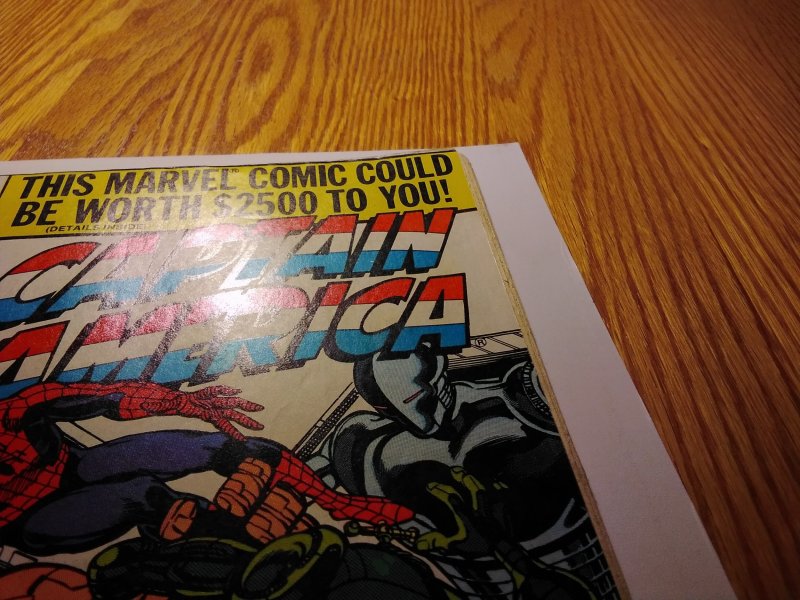 THIS MARVEL COMIC COULD
BE WORTH $2500 TO YOU!
(DETAILS INSIDE)
CAPTAIN
AMERICA
®